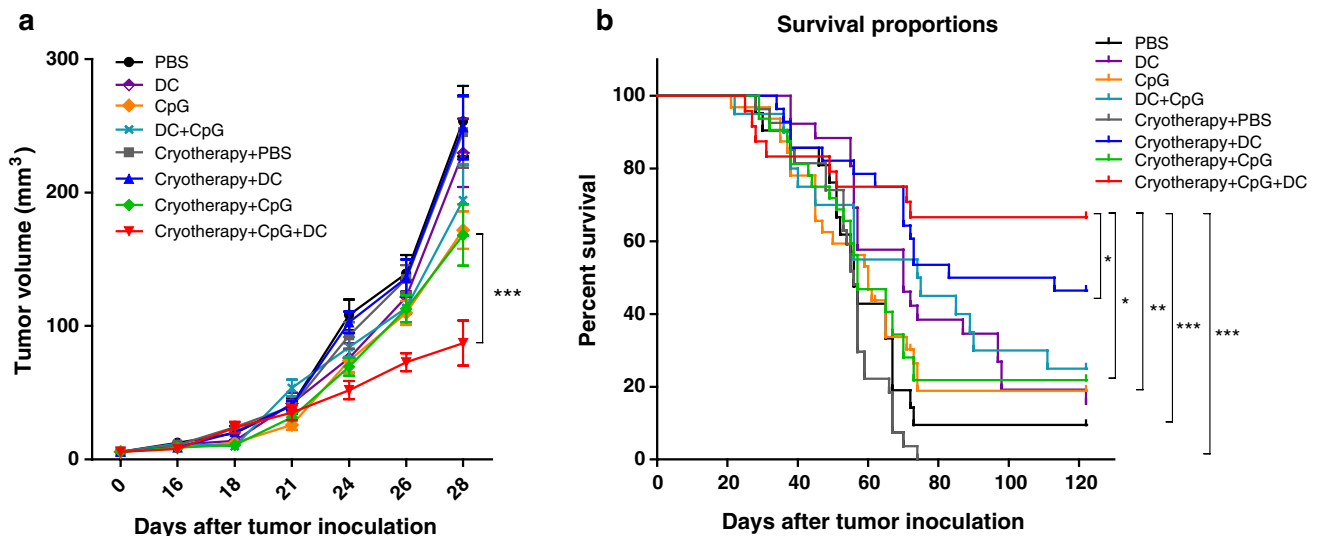 a
Tumor volume (mm³)
300
200
100
0
PBS
DC
CpG
DC+CpG
Cryotherapy+PBS
Cryotherapy+DC
Cryotherapy+CpG
Cryotherapy+CpG+DC
***
0 16 18 21 24 26 28
Days after tumor inoculation
b
Survival proportions
Percent survival
100
80
60
40
20
0
PBS
DC
CpG
DC+CpG
Cryotherapy+PBS
Cryotherapy+DC
Cryotherapy+CpG
Cryotherapy+CpG+DC
*
*
**
***
***
0 20 40 60 80 100 120
Days after tumor inoculation